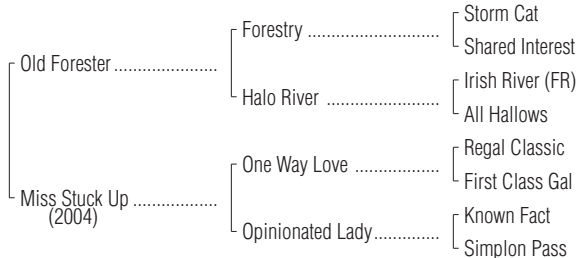 Storm Cat
Forestry ........................
Shared Interest
Old Forester ...................
Irish River (FR)
Halo River .....................
All Hallows
Regal Classic
One Way Love ................
First Class Gal
Miss Stuck Up ................
(2004)
Known Fact
Opinionated Lady............
Simplon Pass